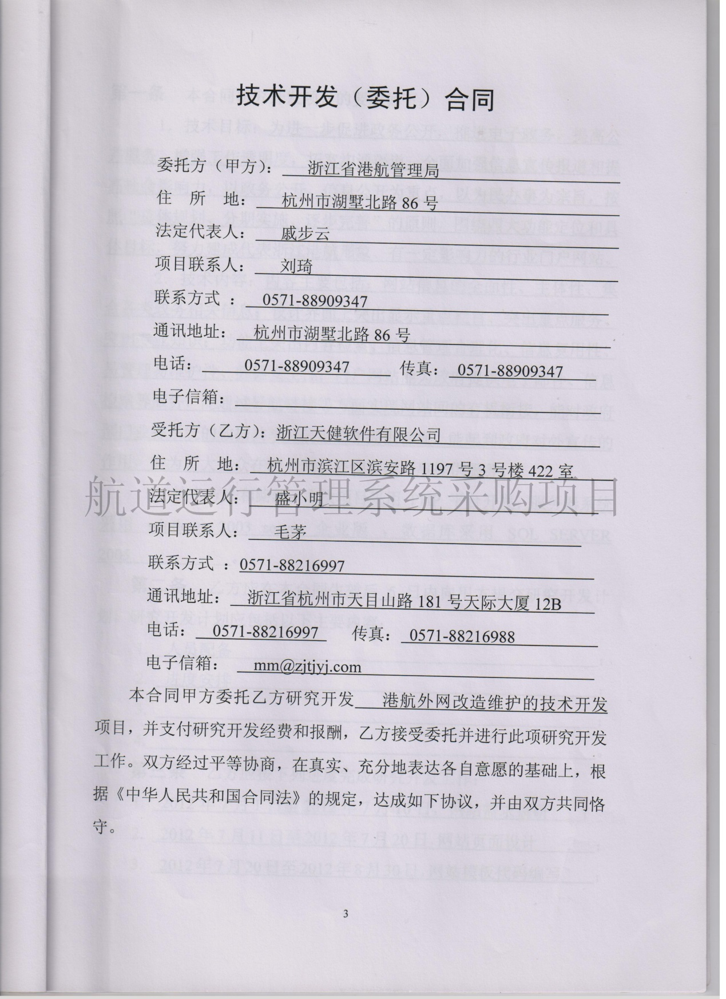 技术开发（委托）合同
委托方（甲方）： 浙江省港航管理局
住 所 地： 杭州市湖墅北路 86 号
法定代表人： 戚步云
项目联系人： 刘琦
联系方式 ： 0571-88909347
通讯地址： 杭州市湖墅北路 86 号
电话： 0571-88909347 传真： 0571-88909347
电子信箱：
受托方（乙方）：浙江天健软件有限公司
住 所 地： 杭州市滨江区滨安路 1197 号 3 号楼 422 室
航道运行管理系统采购项目
法定代表人： 盛小明
项目联系人： 毛茅
联系方式 ：0571-88216997
通讯地址： 浙江省杭州市天目山路 181 号天际大厦 12B
电话： 0571-88216997 传真： 0571-88216988
电子信箱： mm@zjtjyj.com
本合同甲方委托乙方研究开发 港航外网改造维护的技术开发
项目，并支付研究开发经费和报酬，乙方接受委托并进行此项研究开发
工作。双方经过平等协商，在真实、充分地表达各自意愿的基础上，根
据《中华人民共和国合同法》的规定，达成如下协议，并由双方共同恪
守。
3